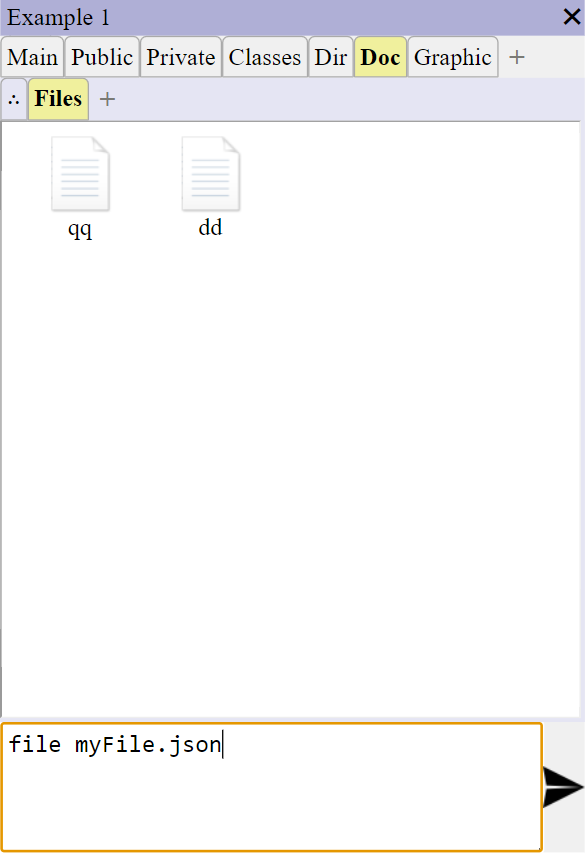 Example 1
Main Public Private Classes Dir Doc Graphic +
∴ Files +
qq dd
file myFile.json